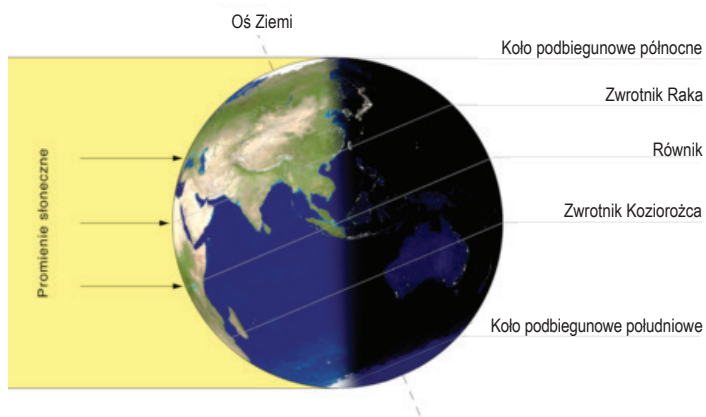 Oś Ziemi
Koło podbiegunowe północne
Zwrotnik Raka
Równik
Zwrotnik Koziorożca
Koło podbiegunowe południowe
Promienie słoneczne